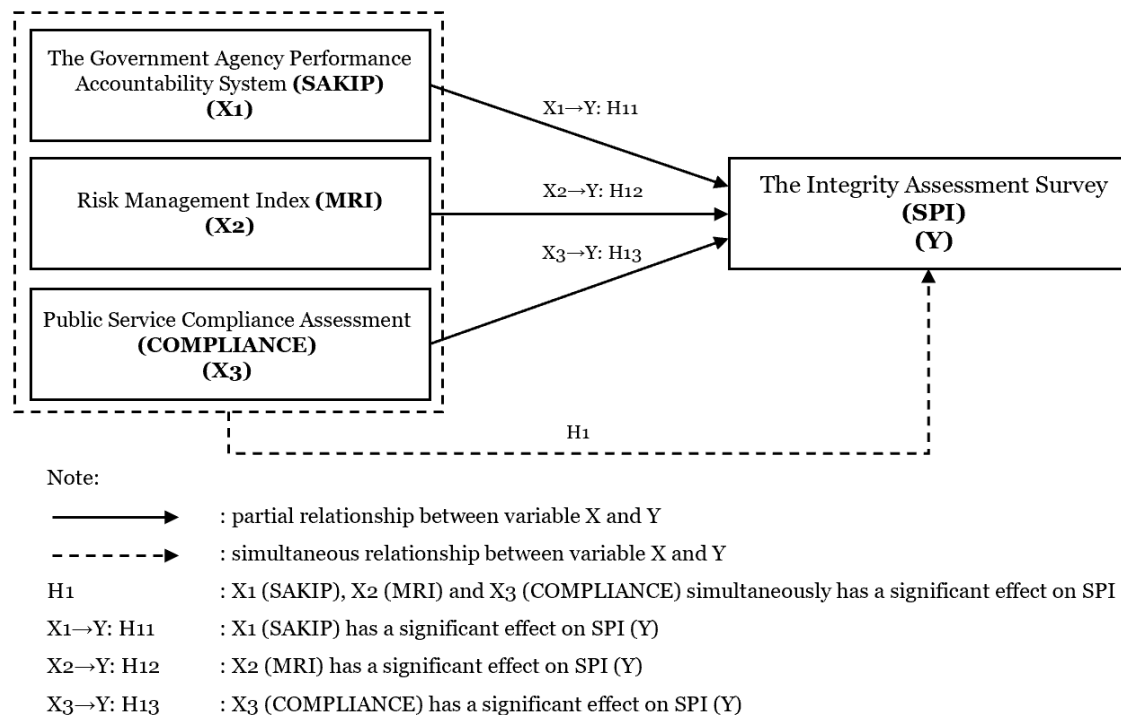 The Government Agency Performance
Accountability System (SAKIP)
(X1)
Risk Management Index (MRI)
(X2)
Public Service Compliance Assessment
(COMPLIANCE)
(X3)
X1→Y: H11
X2→Y: H12
X3→Y: H13
The Integrity Assessment Survey
(SPI)
(Y)
H1
Note:
: partial relationship between variable X and Y
: simultaneous relationship between variable X and Y
H1 : X1 (SAKIP), X2 (MRI) and X3 (COMPLIANCE) simultaneously has a significant effect on SPI
X1→Y: H11 : X1 (SAKIP) has a significant effect on SPI (Y)
X2→Y: H12 : X2 (MRI) has a significant effect on SPI (Y)
X3→Y: H13 : X3 (COMPLIANCE) has a significant effect on SPI (Y)